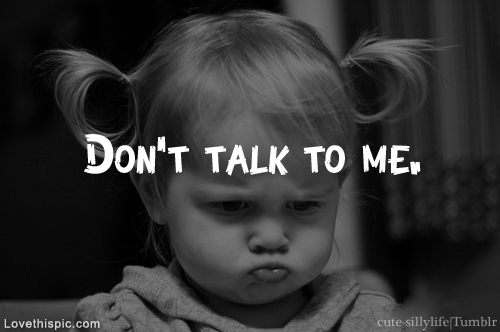 Don't talk to me.
Lovethispic.com
cute-sillylife|Tumblr